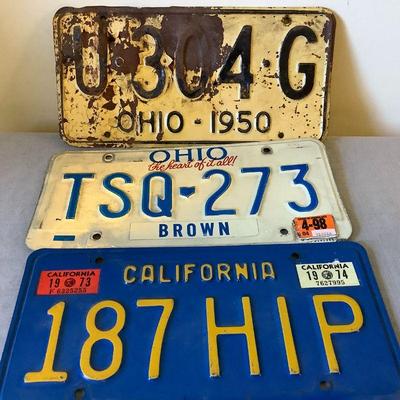 U·304·G
OHIO · 1950
OHIO
the heart of it all!
TSQ·273
4-98
BROWN
CALIFORNIA
19 73
CALIFORNIA
CALIFORNIA
19 74
7627995
187 HIP